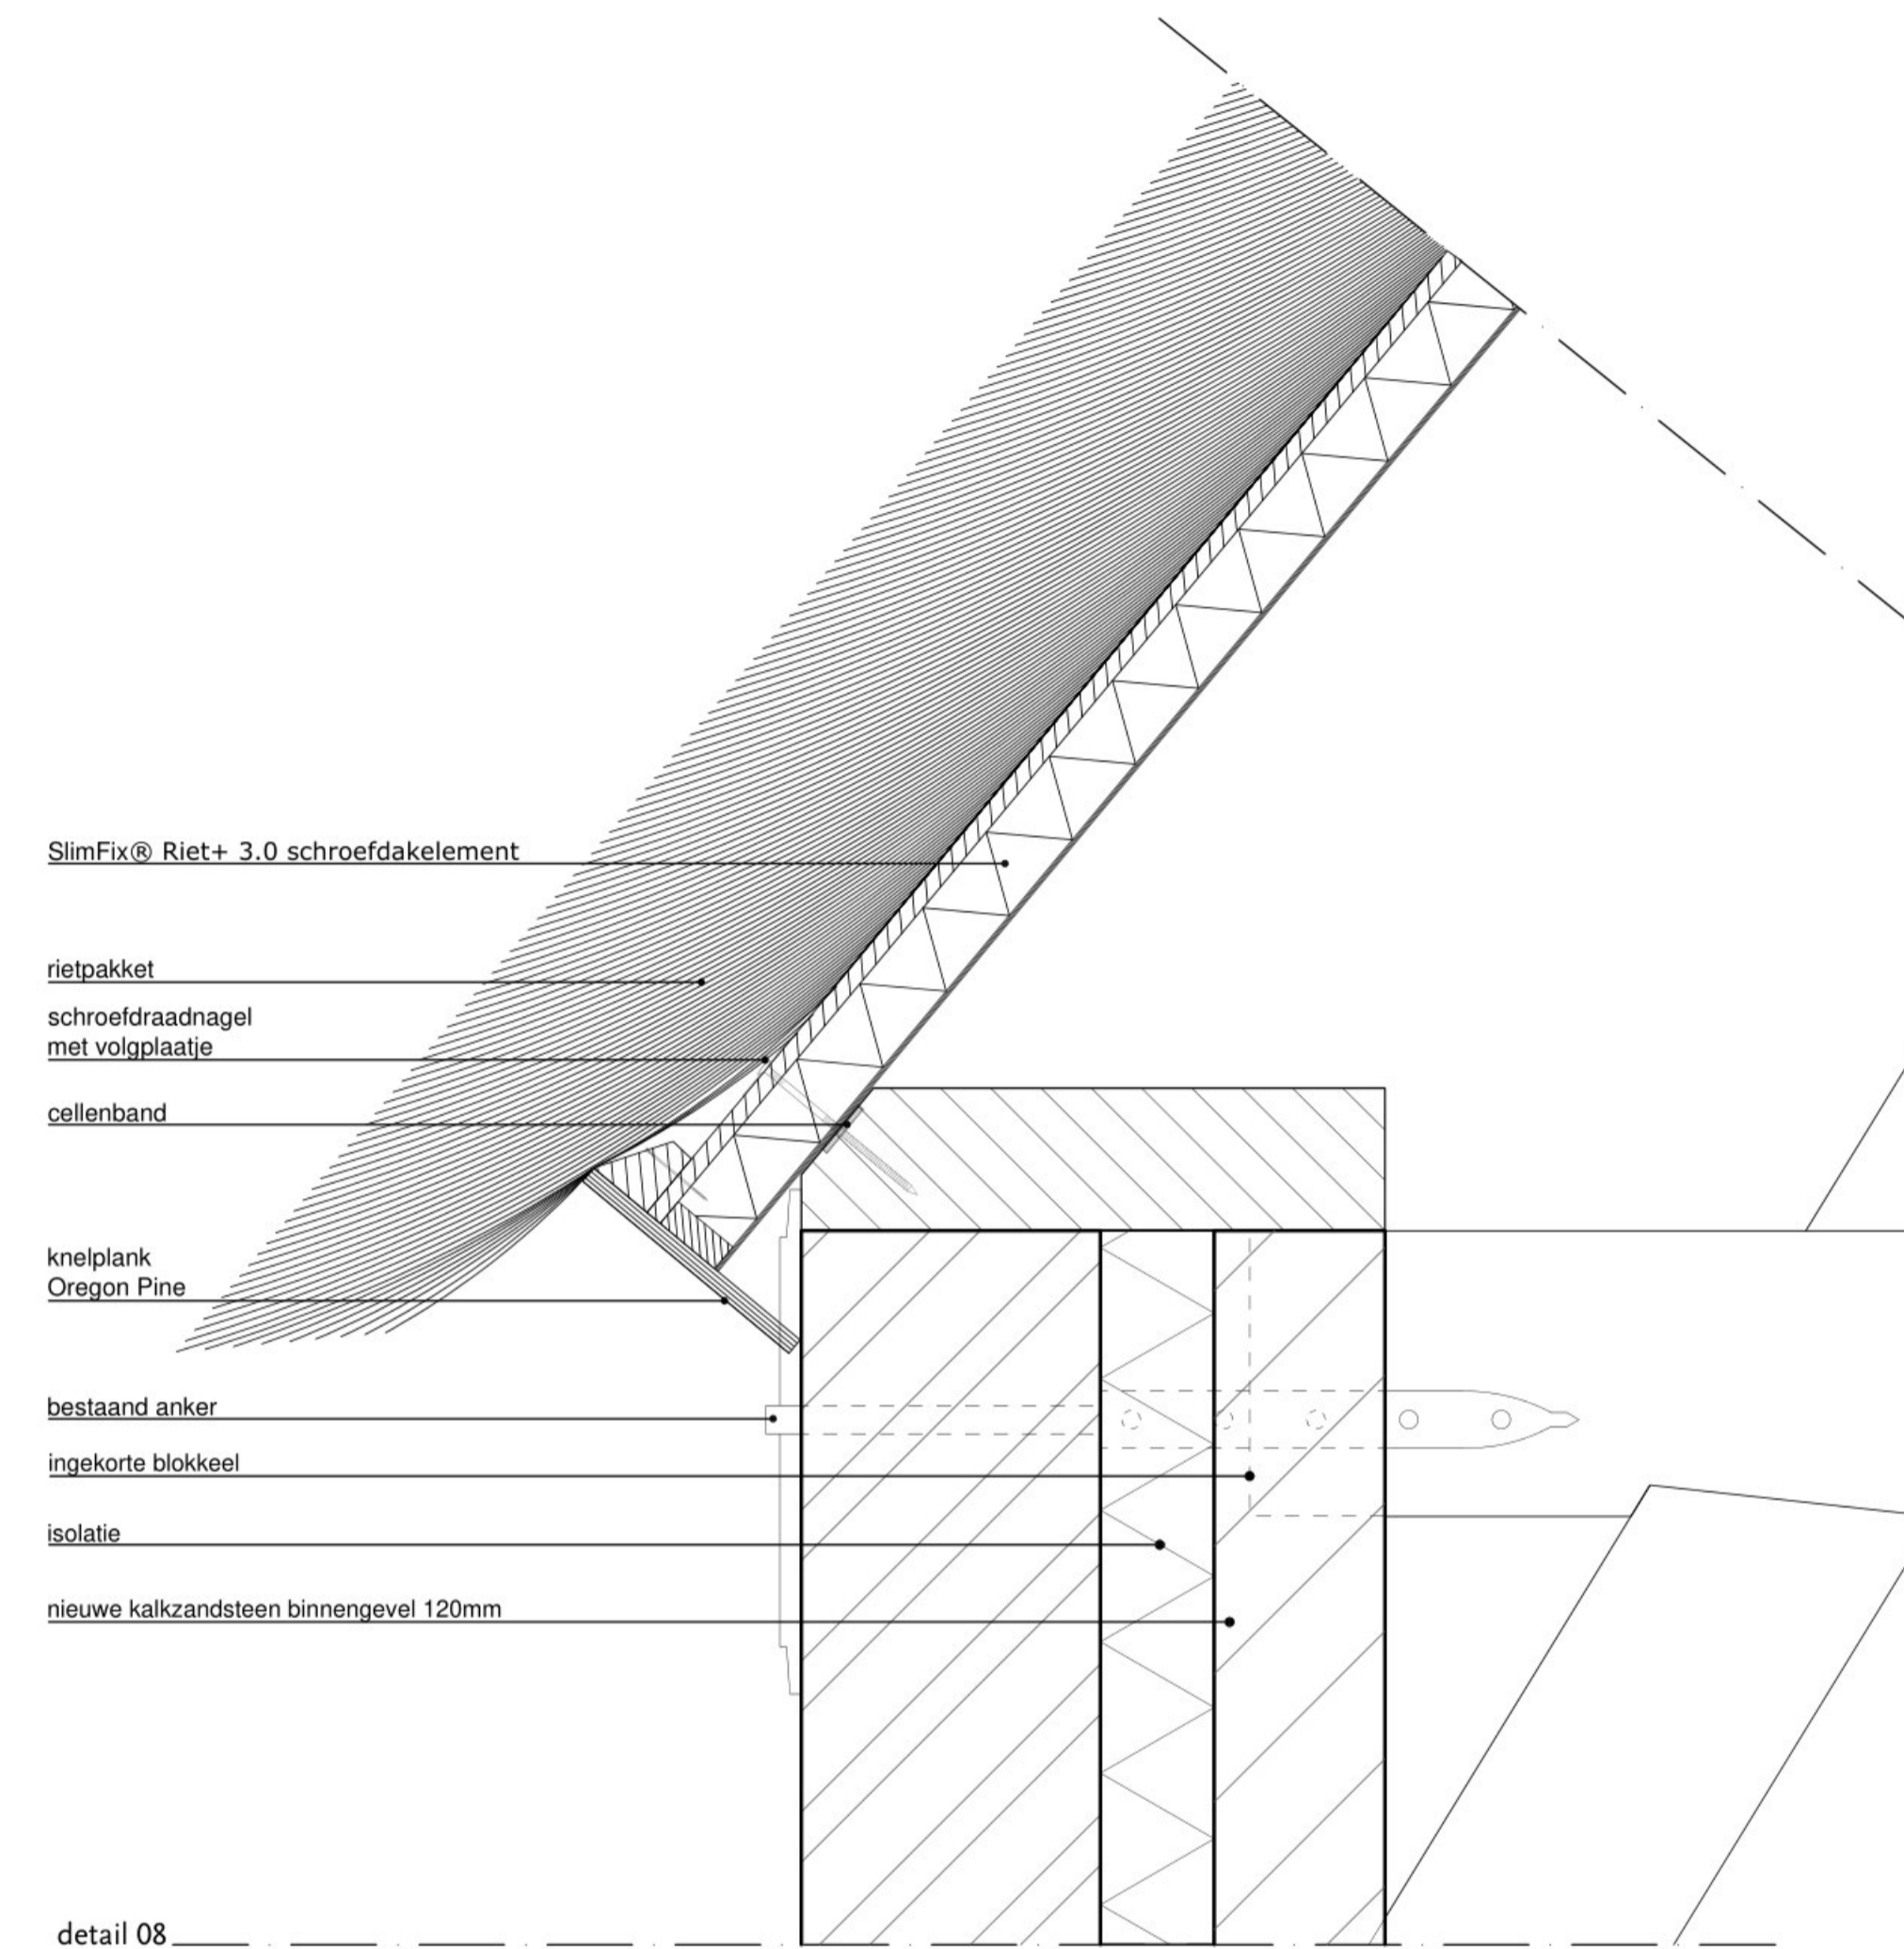 SlimFix® Riet+ 3.0 schroefdakelement
rietpakket
schroefdraadnagel
met volgplaatje
cellenband
knelplank
Oregon Pine
bestaand anker
ingekorte blokkeel
isolatie
nieuwe kalkzandsteen binnengevel 120mm
detail 08